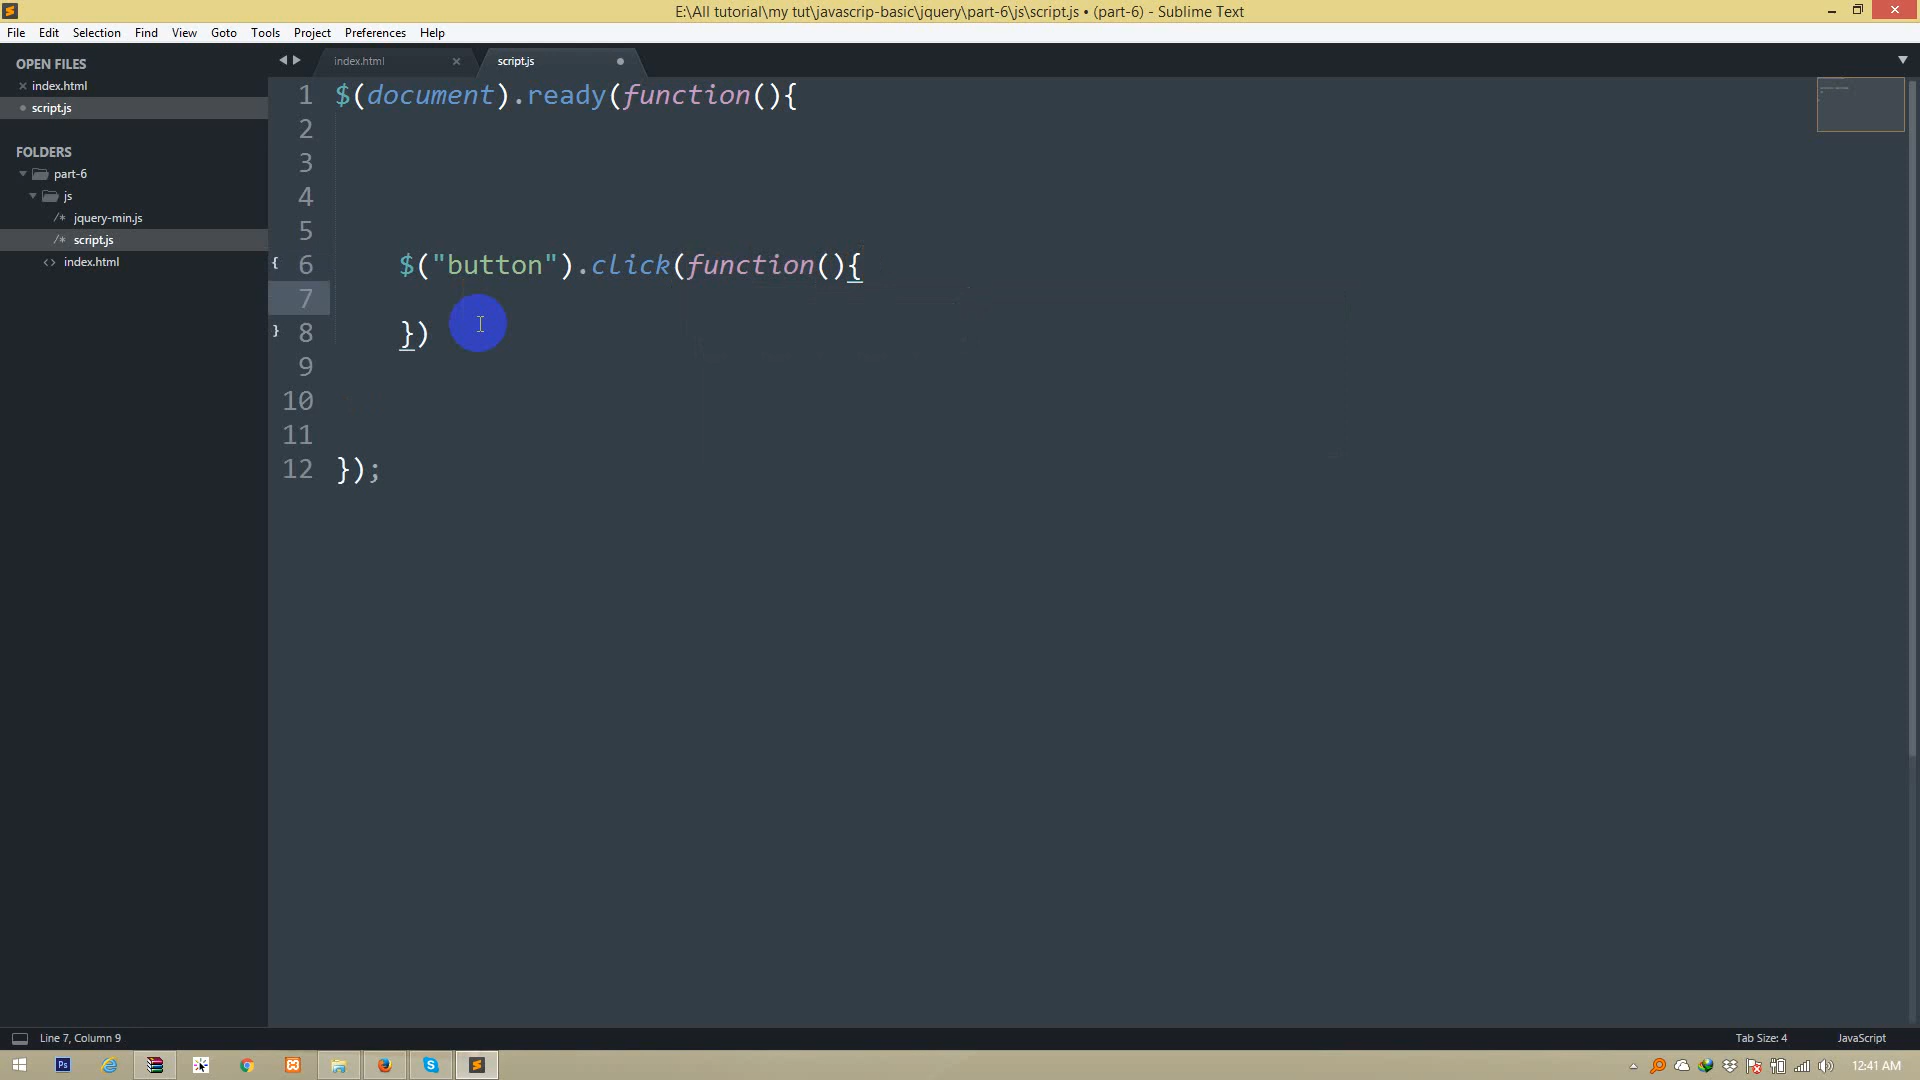 E:\All tutorial\my tut\javascrip-basic\jquery\part-6\js\script.js • (part-6) - Sublime Text
File Edit Selection Find View Goto Tools Project Preferences Help
OPEN FILES
index.html
script.js
FOLDERS
part-6
js
/* jquery-min.js
/* script.js
<> index.html
index.html
script.js
1 $(document).ready(function(){
2
3
4
5
{ 6 $("button").click(function(){
7
} 8 })
9
10
11
12 });
Line 7, Column 9
Tab Size: 4
JavaScript
Ps
12:41 AM